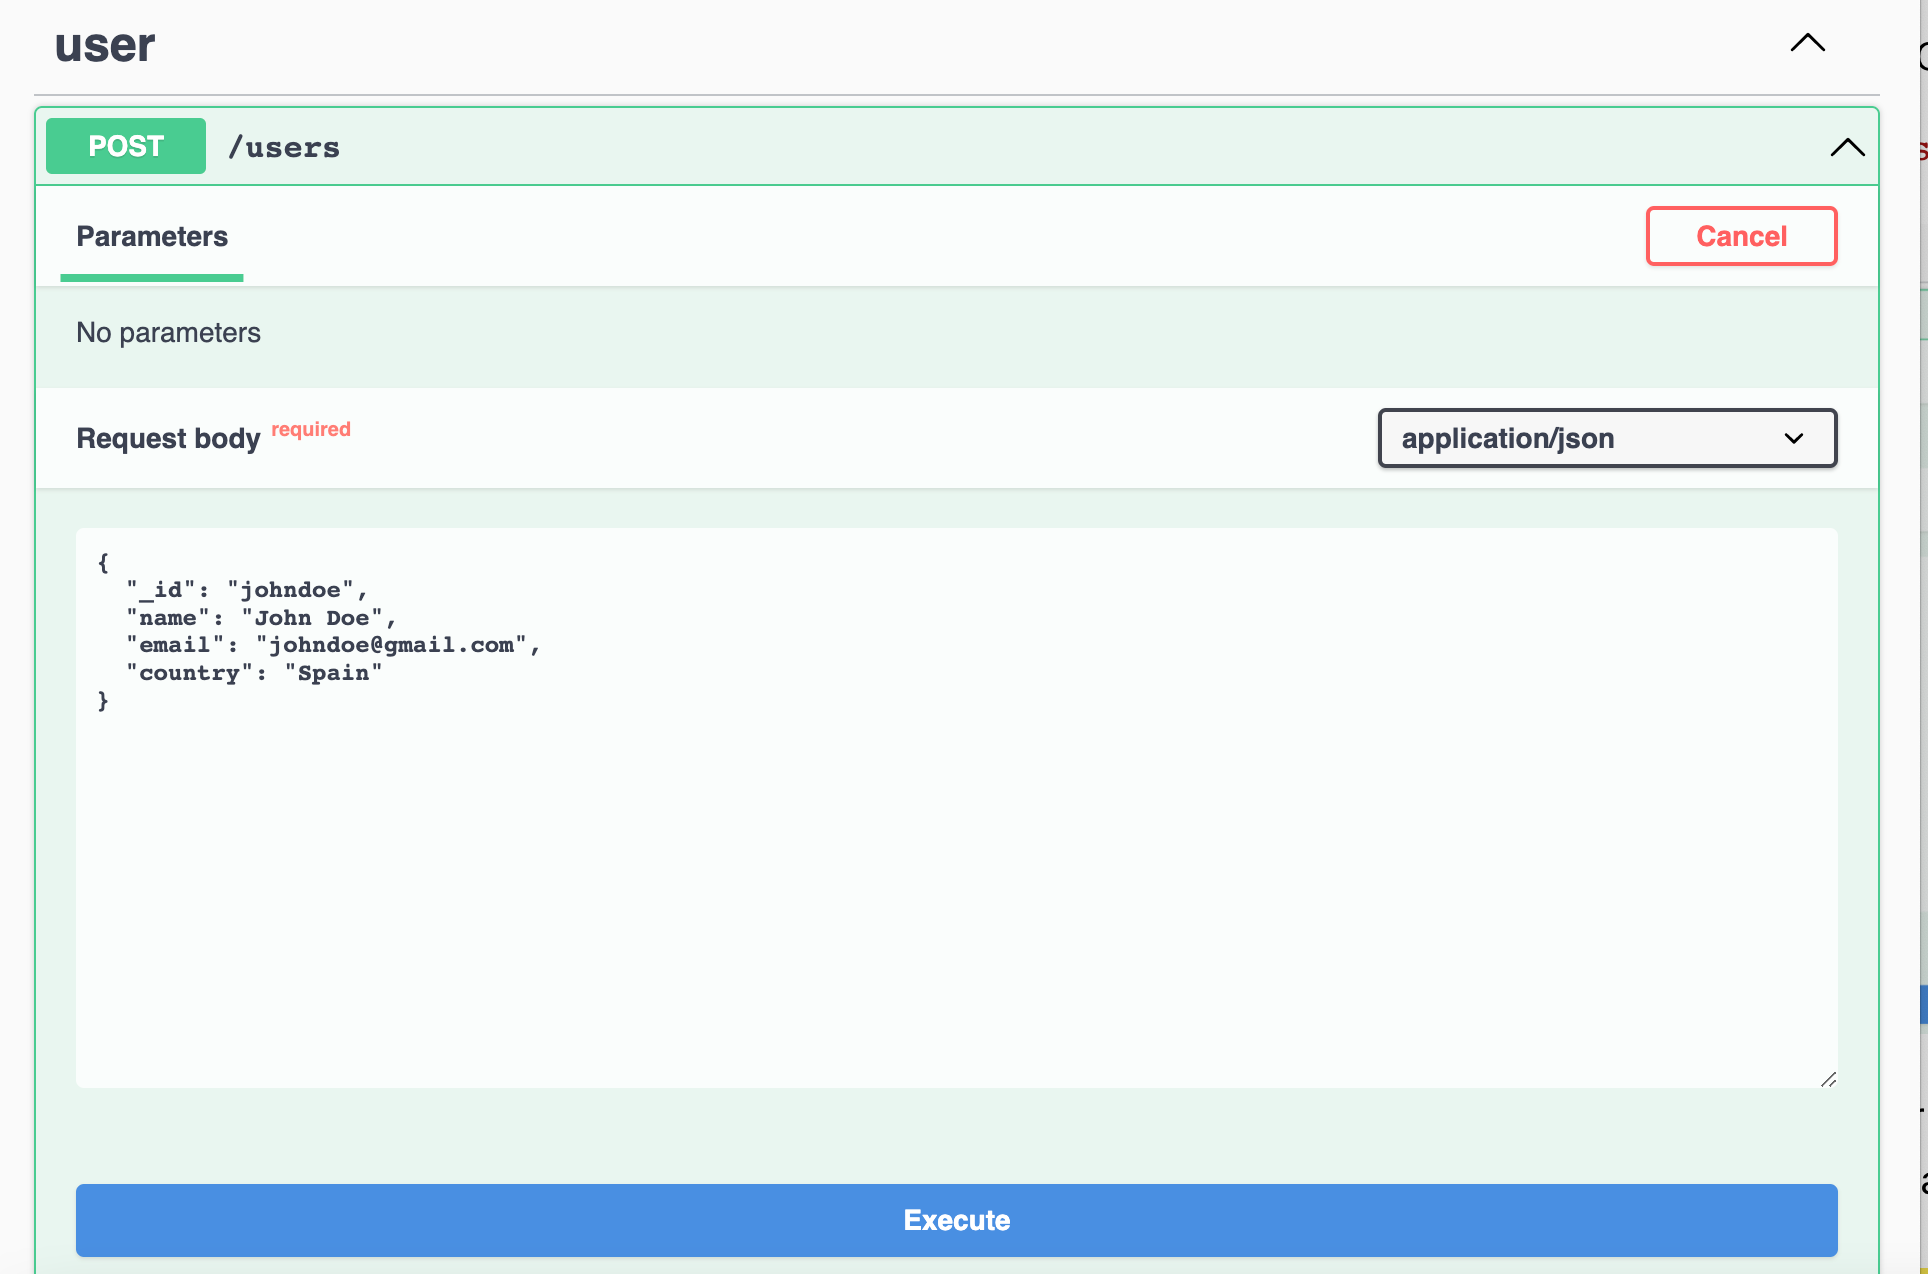 user
POST /users
Parameters
Cancel
No parameters
Request body required
application/json
{
  "_id": "johndoe",
  "name": "John Doe",
  "email": "johndoe@gmail.com",
  "country": "Spain"
}
Execute